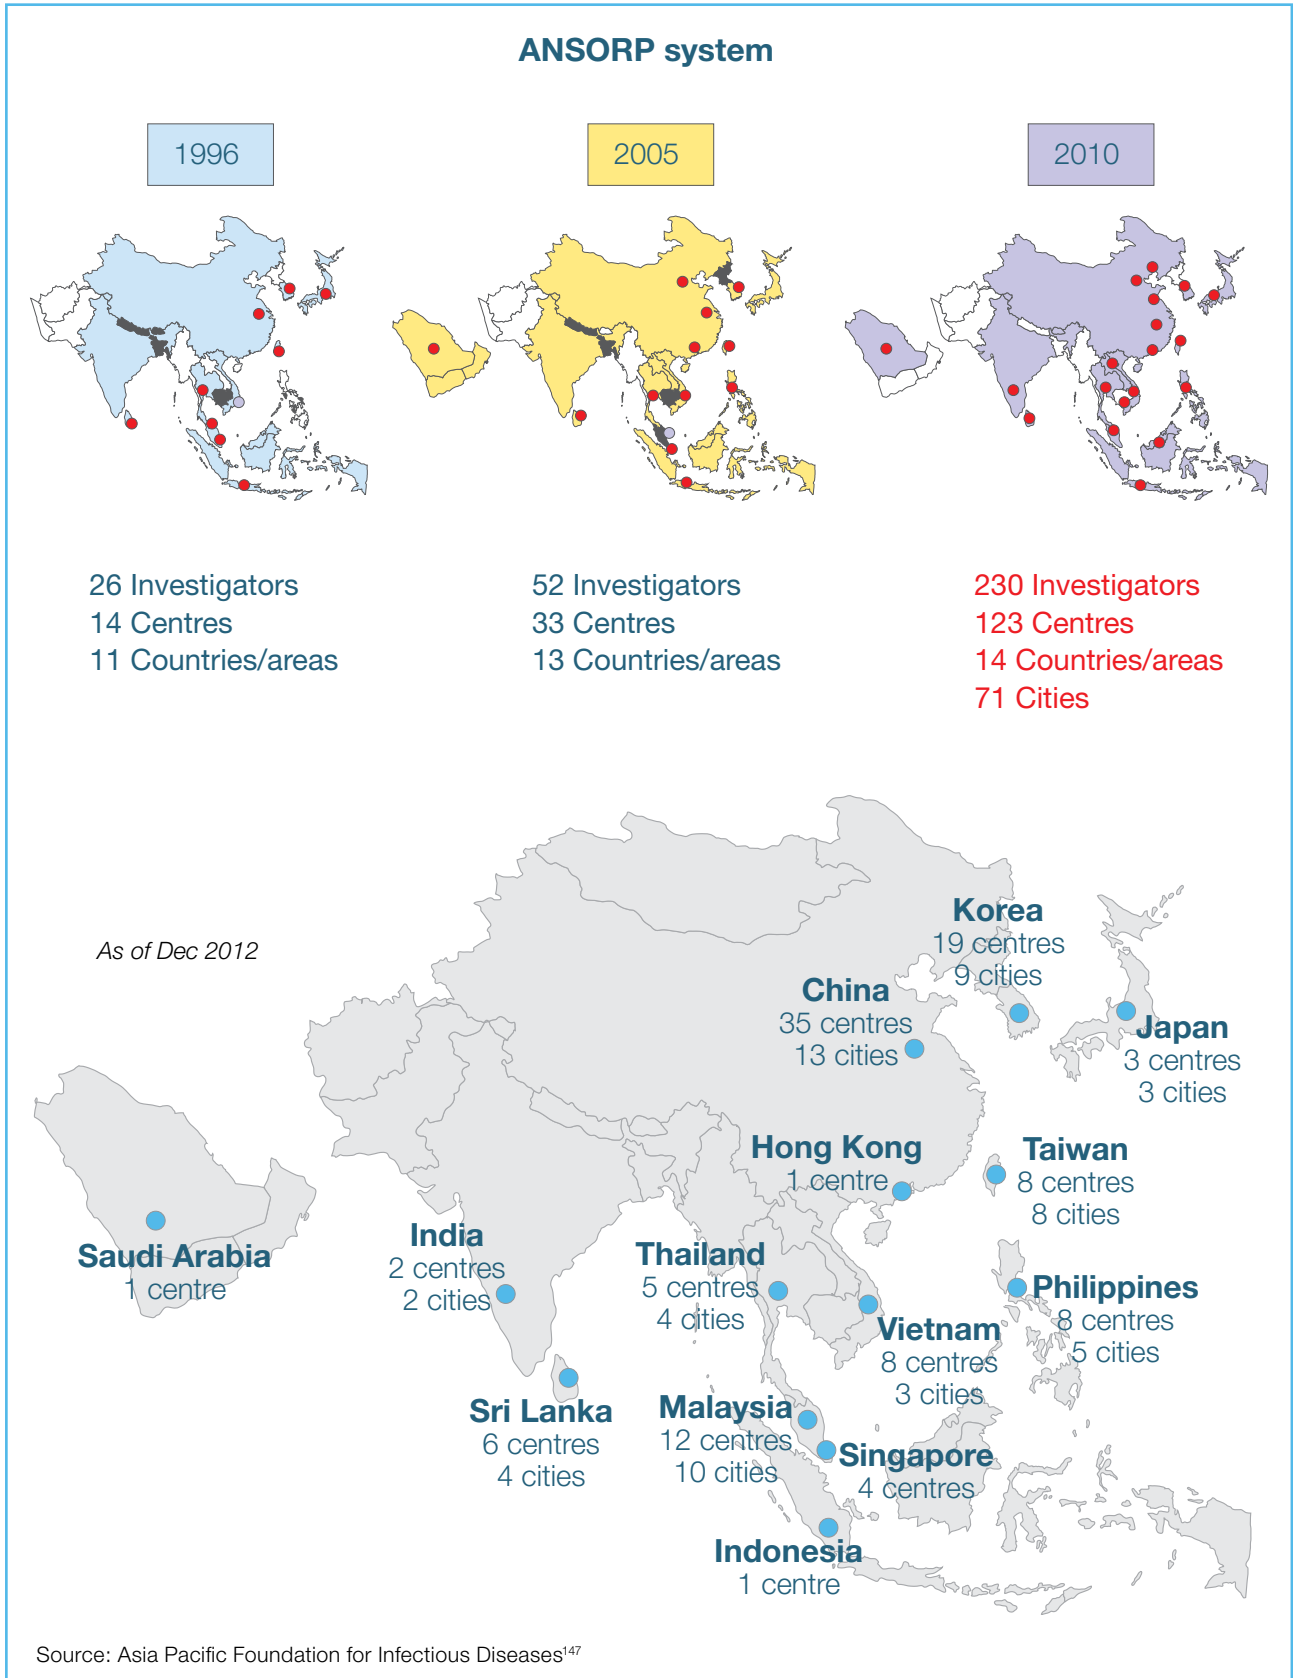 ANSORP system
1996
2005
2010
26 Investigators
14 Centres
11 Countries/areas
52 Investigators
33 Centres
13 Countries/areas
230 Investigators
123 Centres
14 Countries/areas
71 Cities
As of Dec 2012
Korea
19 centres
9 cities
China
35 centres
13 cities
Japan
3 centres
3 cities
Hong Kong
1 centre
Taiwan
8 centres
8 cities
Saudi Arabia
1 centre
India
2 centres
2 cities
Thailand
5 centres
4 cities
Philippines
8 centres
5 cities
Vietnam
8 centres
3 cities
Sri Lanka
6 centres
4 cities
Malaysia
12 centres
10 cities
Singapore
4 centres
Indonesia
1 centre
Source: Asia Pacific Foundation for Infectious Diseases147